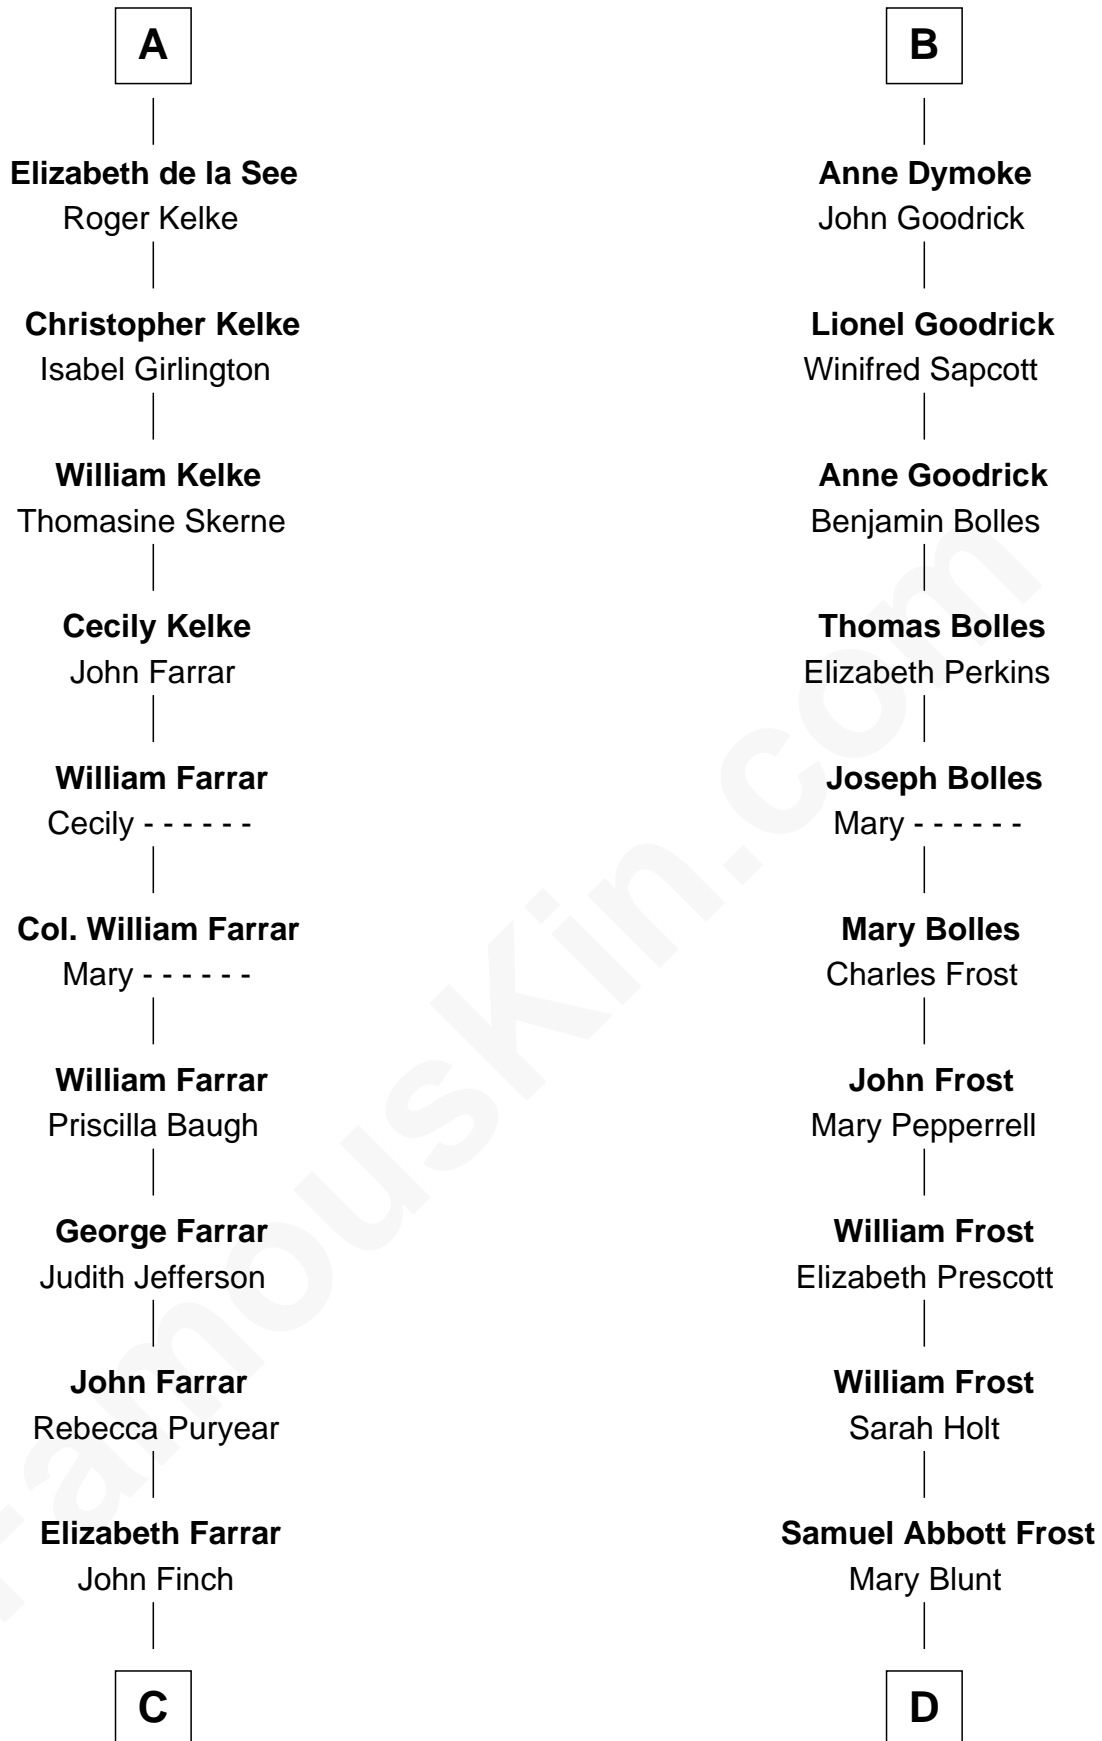 A
Elizabeth de la See
Roger Kelke
Christopher Kelke
Isabel Girlington
William Kelke
Thomasine Skerne
Cecily Kelke
John Farrar
William Farrar
Cecily - - - - - -
Col. William Farrar
Mary - - - - - -
William Farrar
Priscilla Baugh
George Farrar
Judith Jefferson
John Farrar
Rebecca Puryear
Elizabeth Farrar
John Finch
C
B
Anne Dymoke
John Goodrick
Lionel Goodrick
Winifred Sapcott
Anne Goodrick
Benjamin Bolles
Thomas Bolles
Elizabeth Perkins
Joseph Bolles
Mary - - - - - -
Mary Bolles
Charles Frost
John Frost
Mary Pepperrell
William Frost
Elizabeth Prescott
William Frost
Sarah Holt
Samuel Abbott Frost
Mary Blunt
D
FamousKin.com